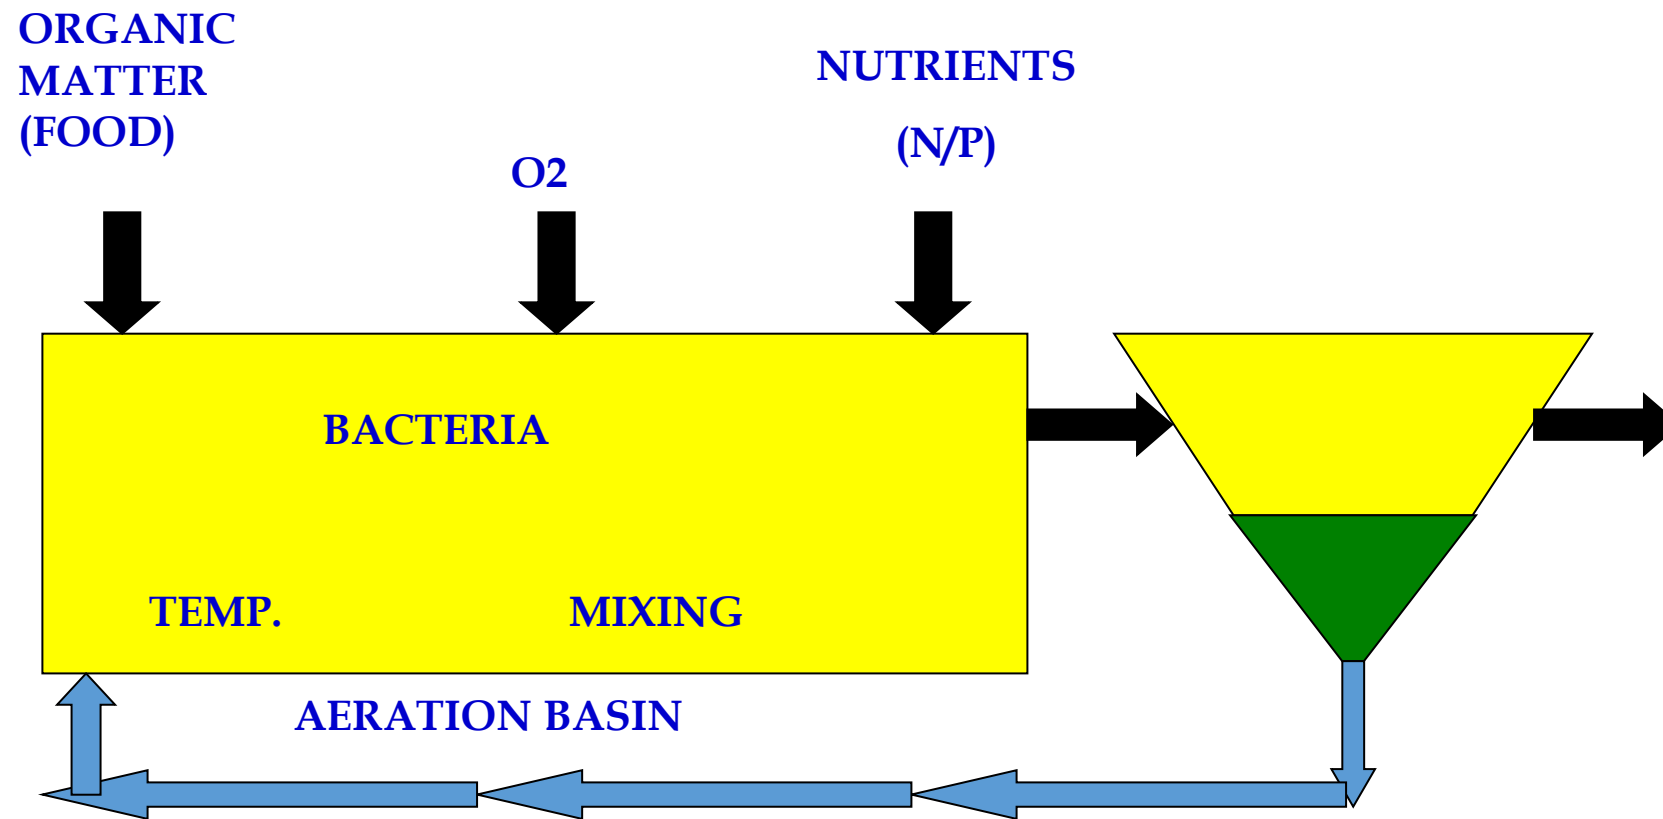 ORGANIC
MATTER
(FOOD)
O2
NUTRIENTS
(N/P)
BACTERIA
TEMP.
MIXING
AERATION BASIN